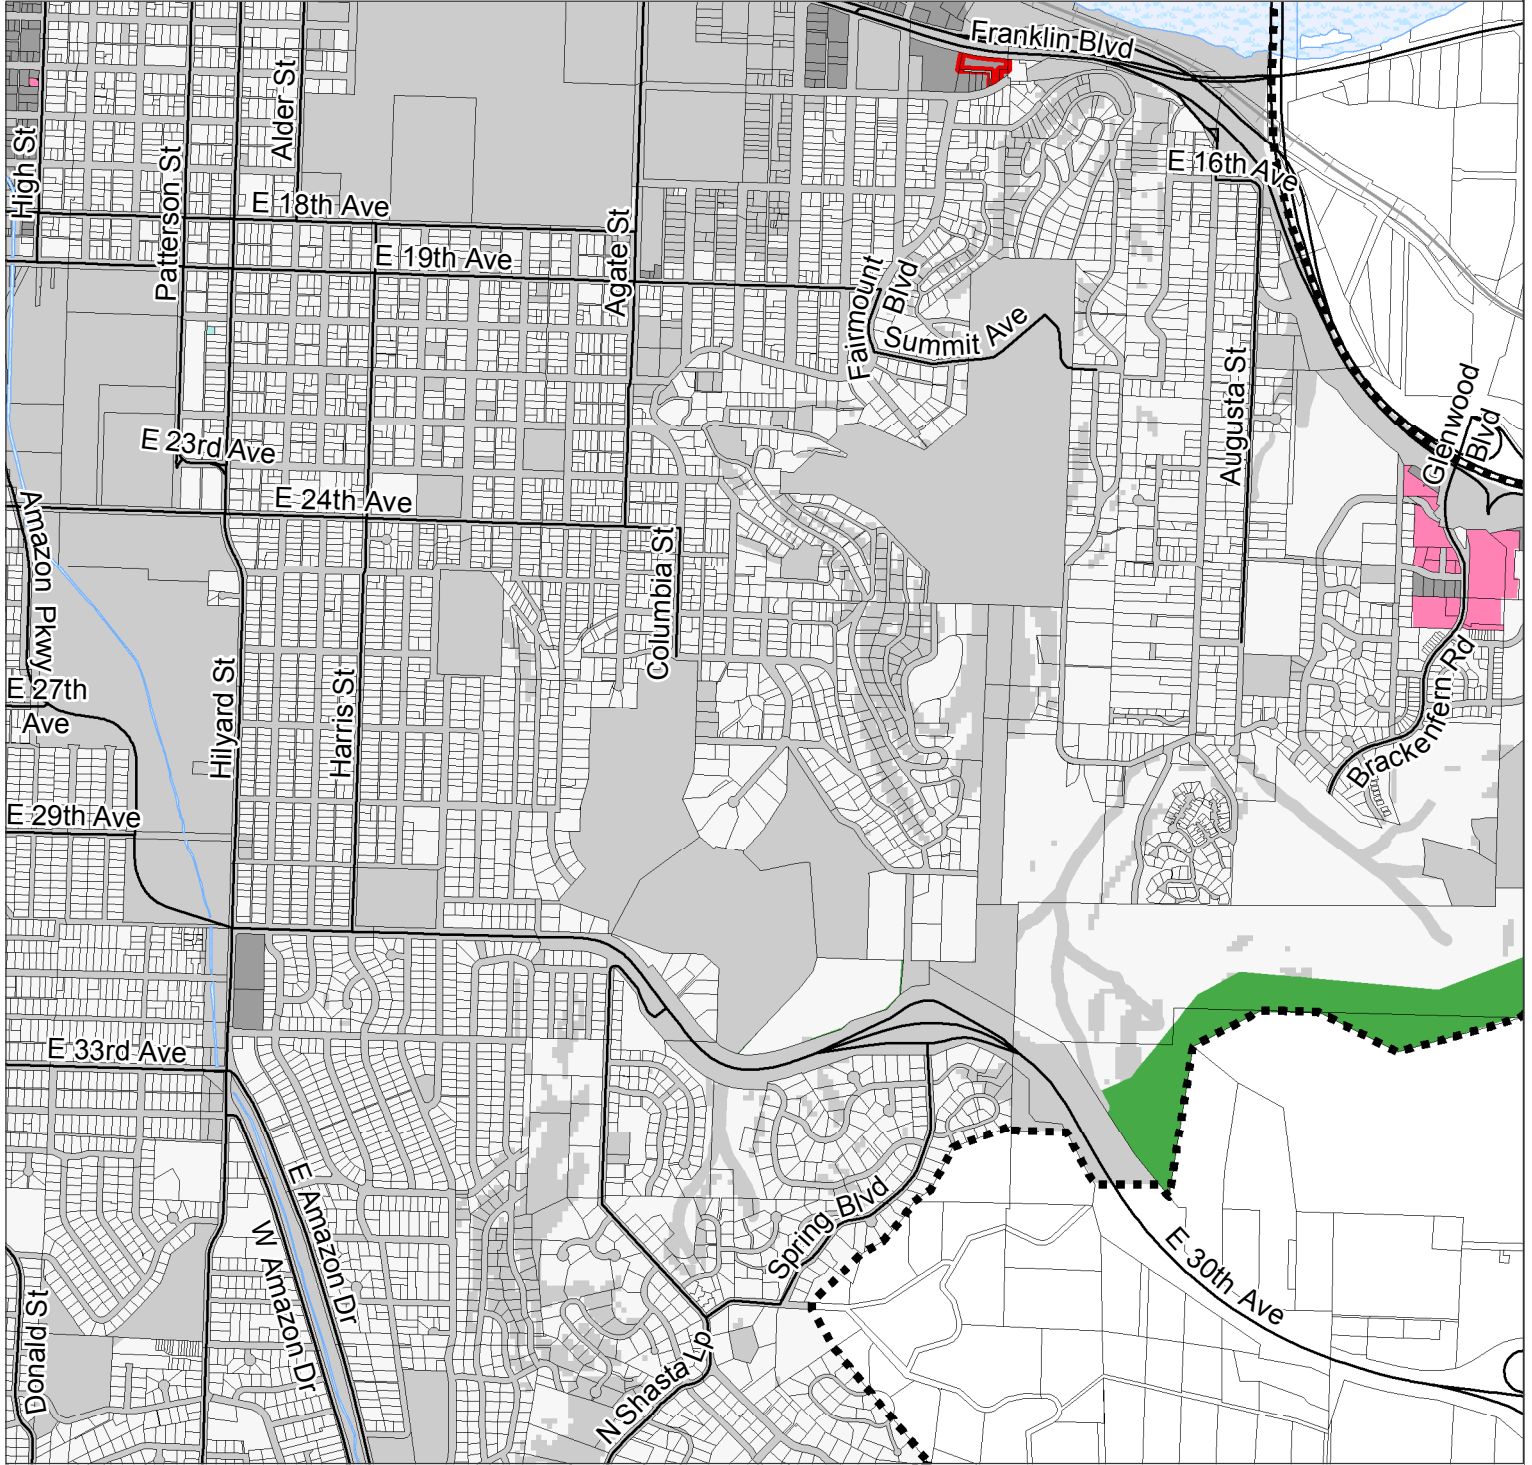 Franklin Blvd
Alder St
High St
Patterson St
E 16th Ave
E 18th Ave
Agate St
E 19th Ave
Fairmount
Blvd
S
Summit Ave
Augusta St
Glenwood
Blvd
E 23rd Ave
E 24th Ave
Amazon Pkwy
Columbia St
Hilyard St
Harris St
E 27th
Ave
Brackenfern Rd
E 29th Ave
E 33rd Ave
E Amazon Dr
W Amazon Dr
Spring Blvd
E 30th Ave
Donald St
N Shasta Lp